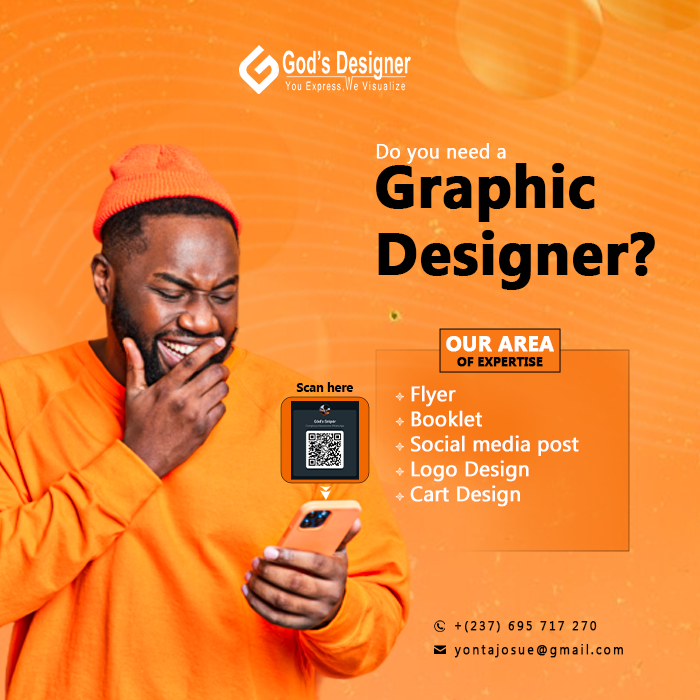 God's Designer
You Express,We Visualize
Do you need a
Graphic
Designer?
OUR AREA
OF EXPERTISE
Flyer
Booklet
Social media post
Logo Design
Cart Design
Scan here
+(237) 695 717 270
yontajosue@gmail.com